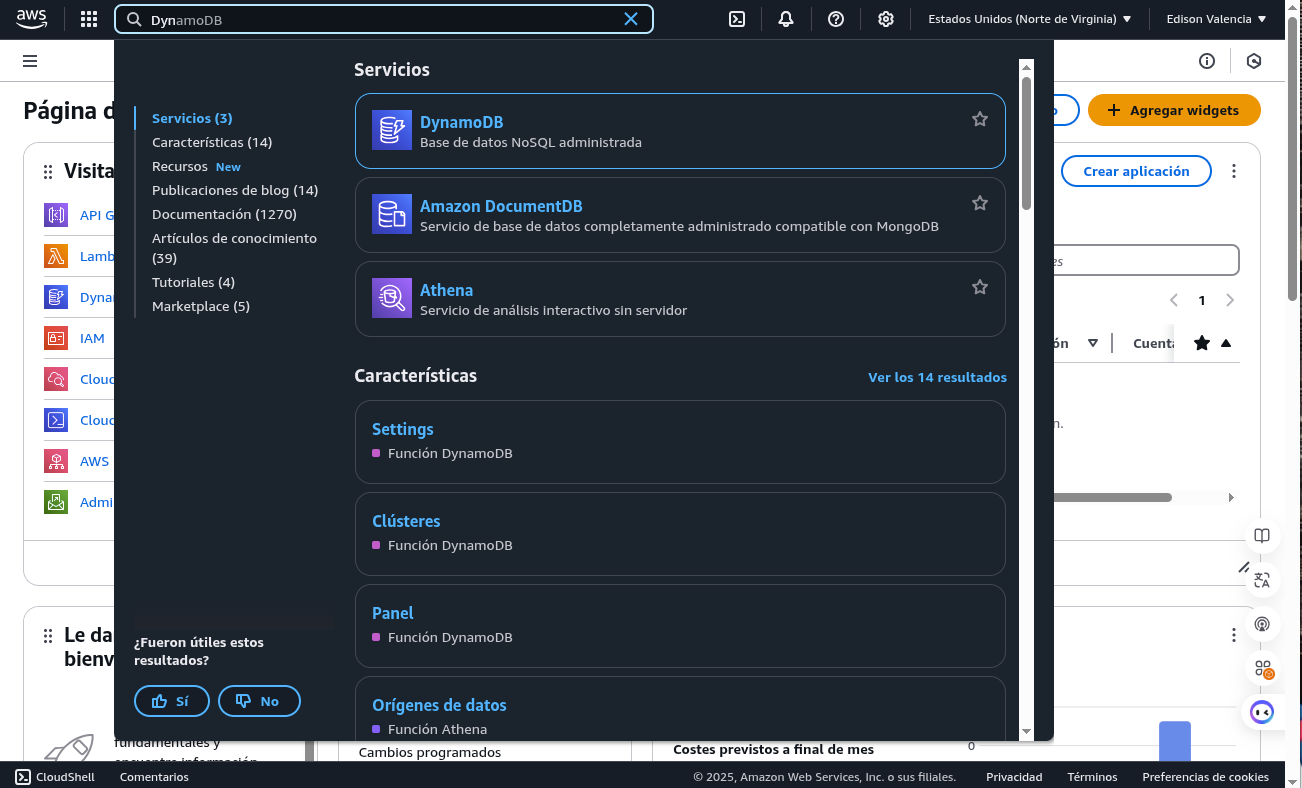 aws
DynamoDB
Estados Unidos (Norte de Virginia)
Edison Valencia
Página d
Agregar widgets
Servicios (3)
Características (14)
Recursos New
Publicaciones de blog (14)
Documentación (1270)
Artículos de conocimiento
(39)
Tutoriales (4)
Marketplace (5)
Servicios
DynamoDB
Base de datos NoSQL administrada
Amazon DocumentDB
Servicio de base de datos completamente administrado compatible con MongoDB
Athena
Servicio de análisis interactivo sin servidor
Características
Ver los 14 resultados
Settings
Función DynamoDB
Clústeres
Función DynamoDB
Panel
Función DynamoDB
Orígenes de datos
Función Athena
¿Fueron útiles estos
resultados?
Sí
No
Visita
API G
Lamb
Dyna
IAM
Cloud
Cloud
AWS
Admi
Crear aplicación
es
1
ón
Cuenta
n.
Le da
bienv
fundamentales y
Cambios programados
Costes previstos a final de mes
0
CloudShell
Comentarios
© 2025, Amazon Web Services, Inc. o sus filiales.
Privacidad
Términos
Preferencias de cookies